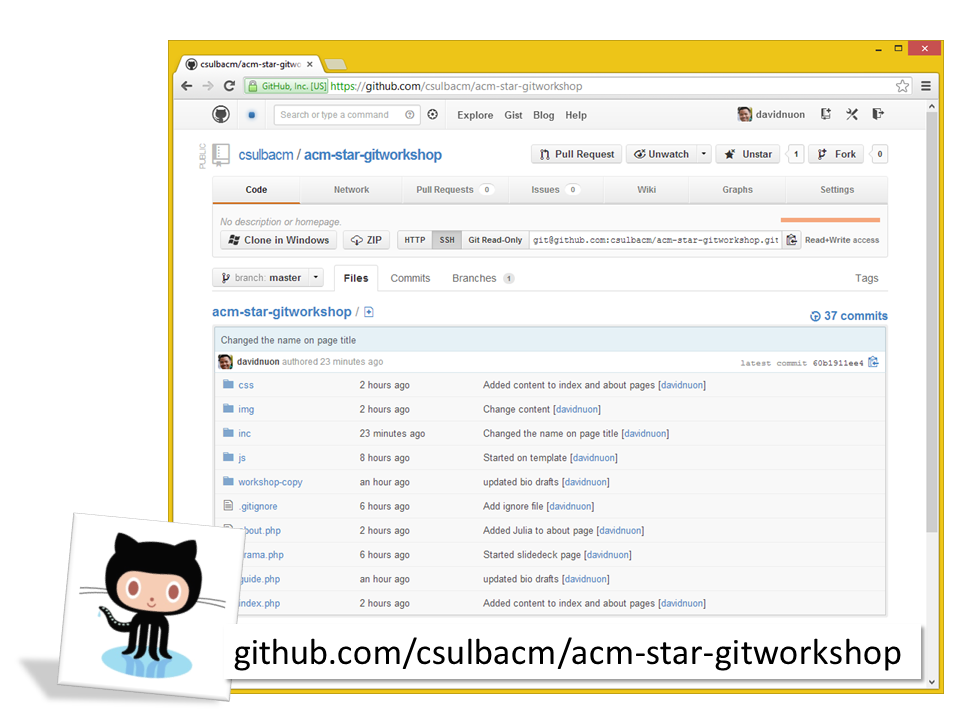 csulbacm/acm-star-gitwo
GitHub, Inc. [US] https://github.com/csulbacm/acm-star-gitworkshop
Search or type a command Explore Gist Blog Help davidnuon
PUBLIC csulbacm / acm-star-gitworkshop Pull Request Unwatch Unstar 1 Fork 0
Code Network Pull Requests 0 Issues 0 Wiki Graphs Settings
No description or homepage.
Clone in Windows ZIP HTTP SSH Git Read-Only git@github.com:csulbacm/acm-star-gitworkshop.git Read+Write access
branch: master Files Commits Branches 1 Tags
acm-star-gitworkshop / 37 commits
Changed the name on page title
davidnuon authored 23 minutes ago latest commit 60b1911ee4
css 2 hours ago Added content to index and about pages [davidnuon]
img 2 hours ago Change content [davidnuon]
inc 23 minutes ago Changed the name on page title [davidnuon]
js 8 hours ago Started on template [davidnuon]
workshop-copy an hour ago updated bio drafts [davidnuon]
.gitignore 6 hours ago Add ignore file [davidnuon]
about.php 2 hours ago Added Julia to about page [davidnuon]
rama.php 6 hours ago Started slidedeck page [davidnuon]
guide.php an hour ago updated bio drafts [davidnuon]
index.php 2 hours ago Added content to index and about pages [davidnuon]
github.com/csulbacm/acm-star-gitworkshop